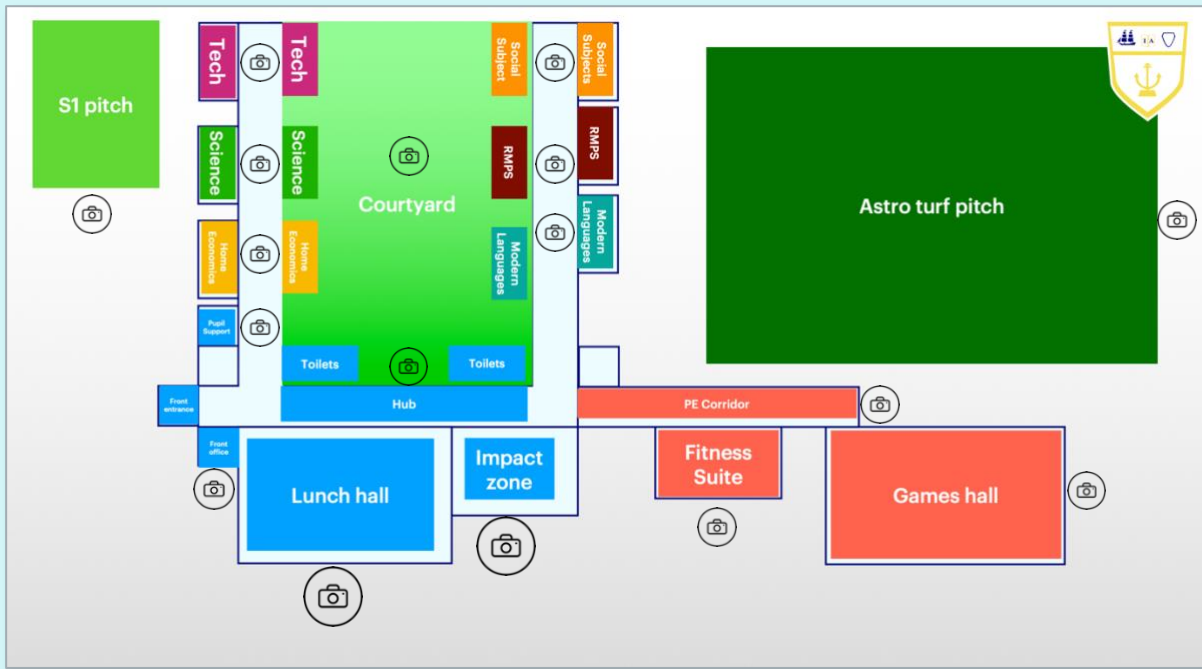 S1 pitch
Tech
Tech
Social
Subject
Social
Subjects
Science
Science
Courtyard
RMPS
RMPS
Astro turf pitch
Home
Economics
Home
Economics
Modern
Languages
Modern
Languages
Pupil
Support
Toilets
Toilets
Front
entrance
Hub
PE Corridor
Front
office
Lunch hall
Impact
zone
Fitness
Suite
Games hall